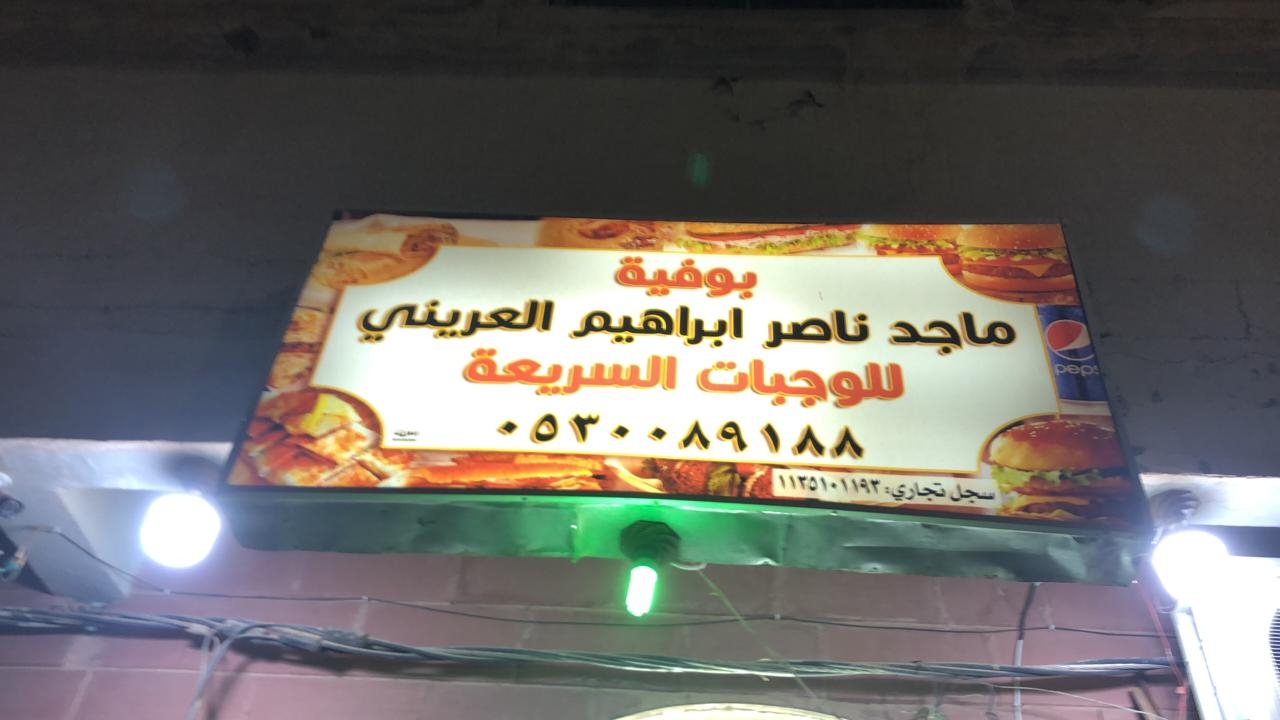 بوفية
ماجد ناصر ابراهيم العريني
للوجبات السريعة
٠٥٣٠٠٨٩١٨٨
سجل تجاري: ١١٣٥١٠١١٩٣
pepsi